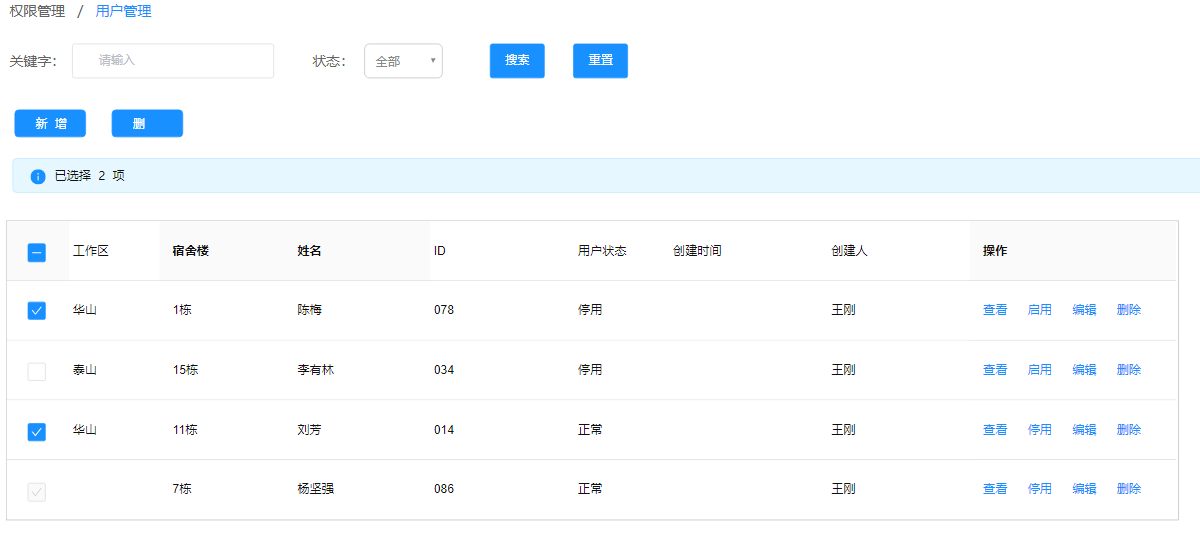 权限管理 / 用户管理
关键字： 请输入 状态： 全部 搜索 重置
新 增 删
已选择 2 项
工作区 宿舍楼 姓名 ID 用户状态 创建时间 创建人 操作
华山 1栋 陈梅 078 停用 王刚 查看 启用 编辑 删除
泰山 15栋 李有林 034 停用 王刚 查看 启用 编辑 删除
华山 11栋 刘芳 014 正常 王刚 查看 停用 编辑 删除
7栋 杨坚强 086 正常 王刚 查看 停用 编辑 删除